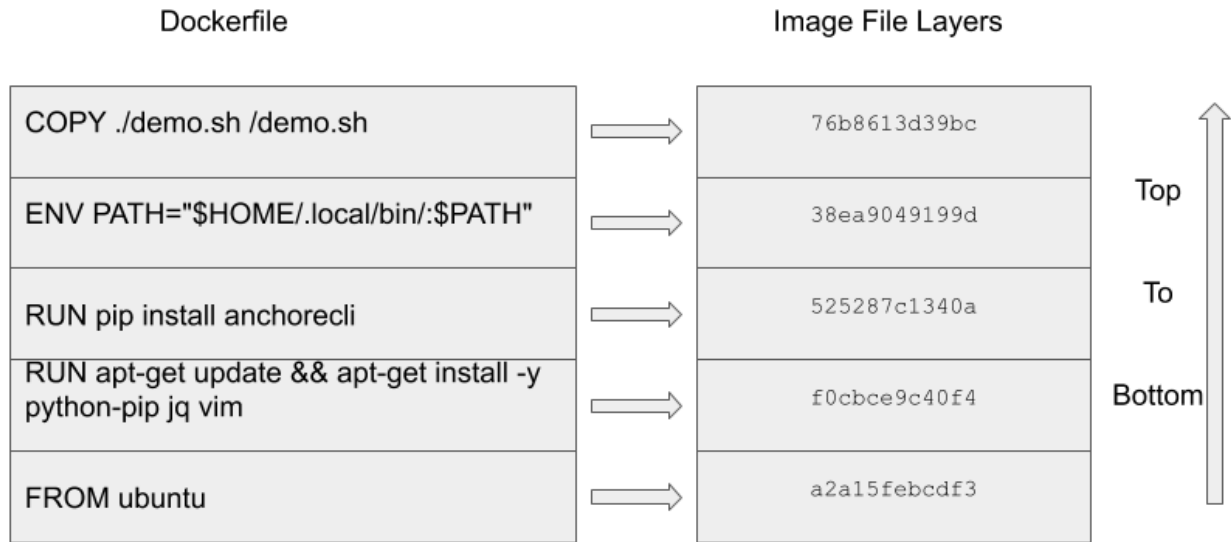 Dockerfile
Image File Layers
COPY ./demo.sh /demo.sh
76b8613d39bc
ENV PATH="$HOME/.local/bin/:$PATH"
38ea9049199d
Top
RUN pip install anchorecli
525287c1340a
To
RUN apt-get update && apt-get install -y
python-pip jq vim
f0cbce9c40f4
Bottom
FROM ubuntu
a2a15febcdf3